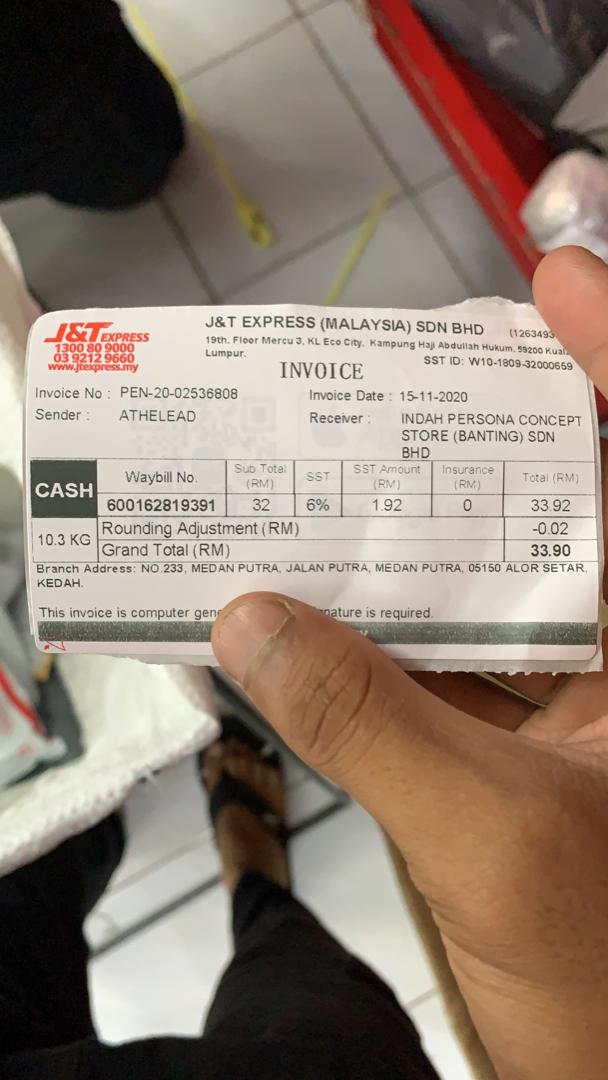 J&T EXPRESS
1300 80 9000
03 9212 9660
www.jtexpress.my
J&T EXPRESS (MALAYSIA) SDN BHD (1263493
19th. Floor Mercu 3, KL Eco City, Kampung Haji Abdullah Hukum, 59200 Kuala
Lumpur. SST ID: W10-1809-32000659
INVOICE
Invoice No : PEN-20-02536808 Invoice Date : 15-11-2020
Sender : ATHELEAD Receiver : INDAH PERSONA CONCEPT
STORE (BANTING) SDN
BHD
CASH Waybill No. Sub Total (RM) SST SST Amount (RM) Insurance (RM) Total (RM)
600162819391 32 6% 1.92 0 33.92
10.3 KG Rounding Adjustment (RM) -0.02
Grand Total (RM) 33.90
Branch Address: NO.233, MEDAN PUTRA, JALAN PUTRA, MEDAN PUTRA, 05150 ALOR SETAR,
KEDAH.
This invoice is computer gene nature is required.